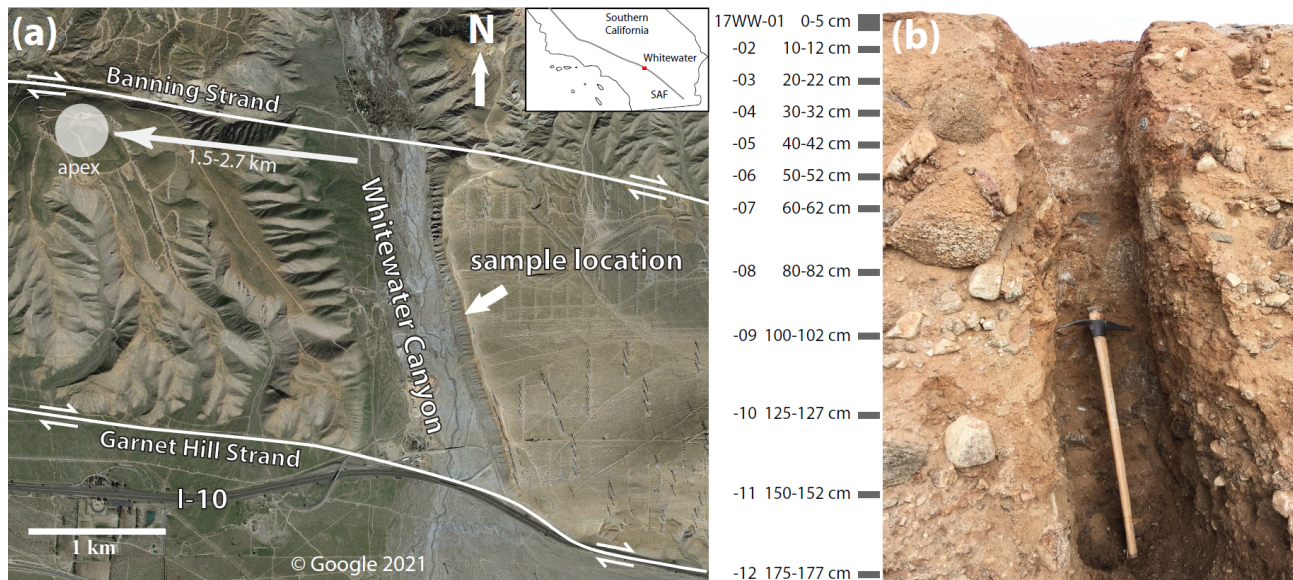 (a)
N
Southern
California
Whitewater
SAF
Banning Strand
apex
1.5-2.7 km
Whitewater Canyon
sample location
Garnet Hill Strand
I-10
1 km
© Google 2021
17WW-01 0-5 cm
-02 10-12 cm
-03 20-22 cm
-04 30-32 cm
-05 40-42 cm
-06 50-52 cm
-07 60-62 cm
-08 80-82 cm
-09 100-102 cm
-10 125-127 cm
-11 150-152 cm
-12 175-177 cm
(b)